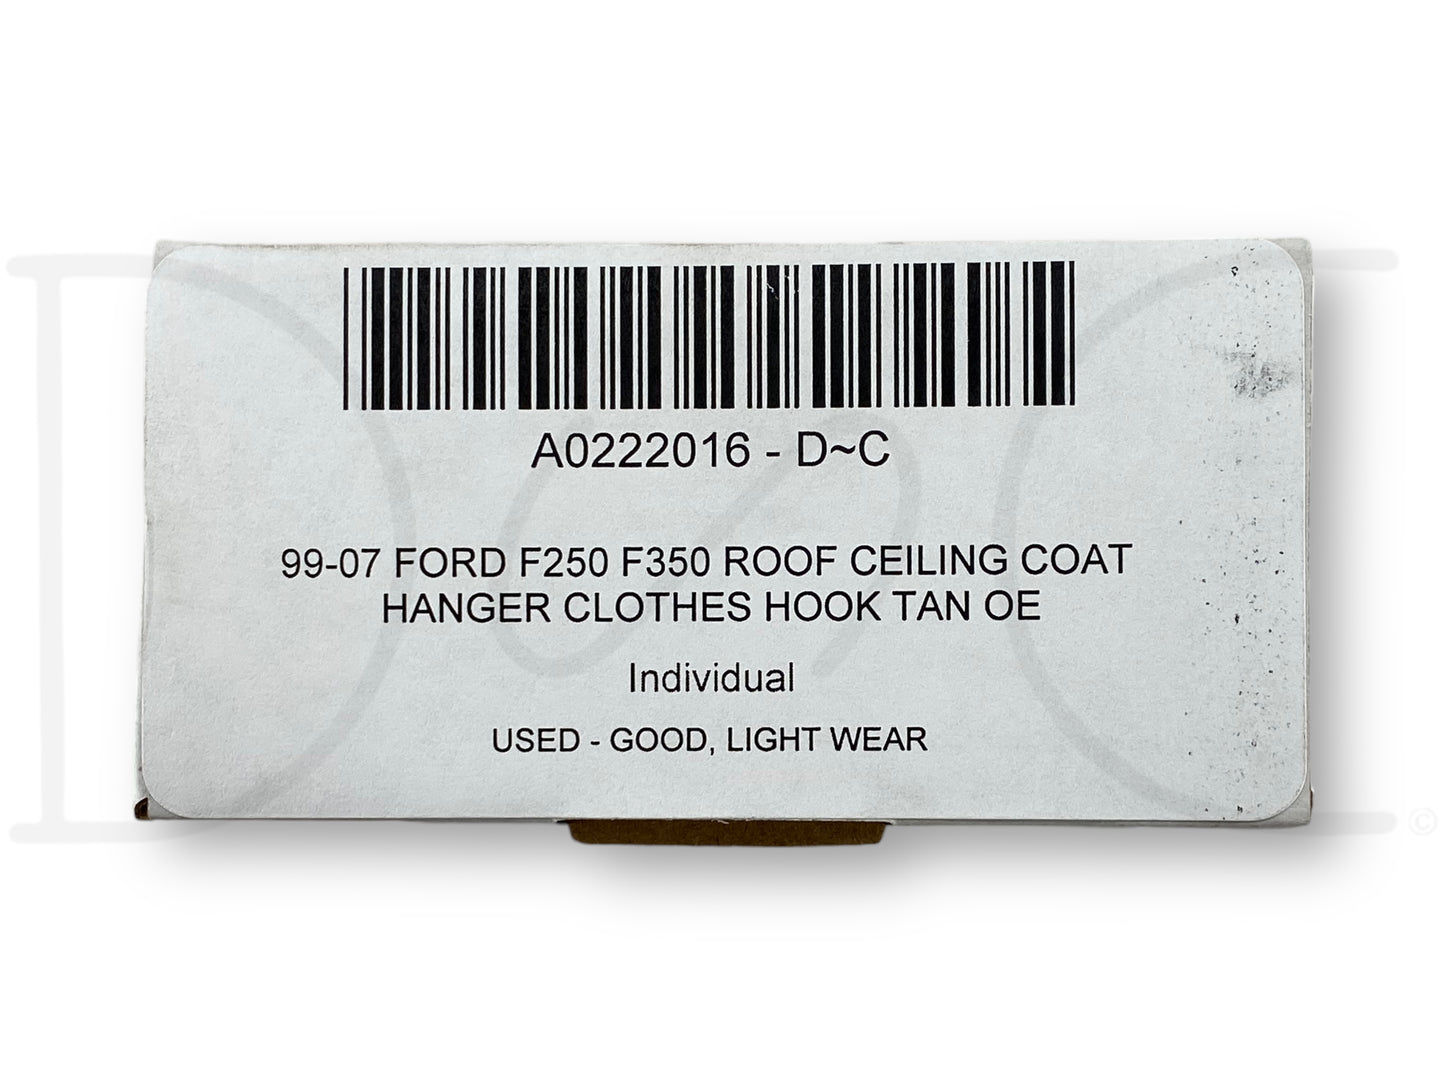 A0222016 - D~C
99-07 FORD F250 F350 ROOF CEILING COAT
HANGER CLOTHES HOOK TAN OE
Individual
USED - GOOD, LIGHT WEAR
D~C
©